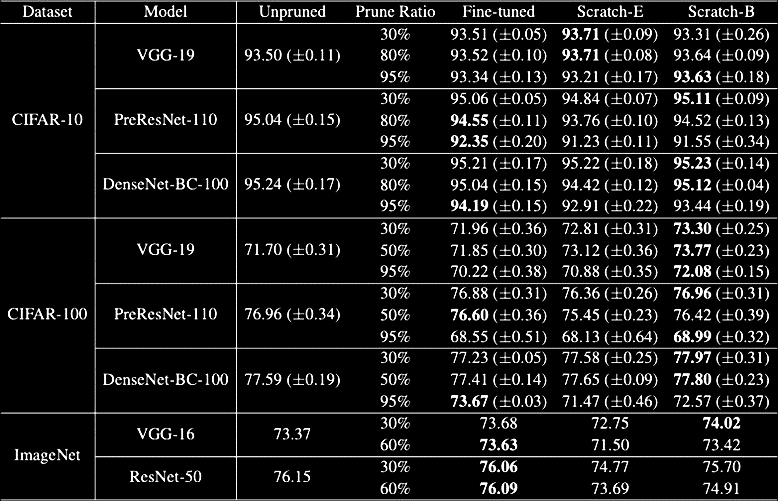 Dataset Model Unpruned Prune Ratio Fine-tuned Scratch-E Scratch-B
CIFAR-10 VGG-19 93.50 (±0.11) 30% 93.51 (±0.05) 93.71 (±0.09) 93.31 (±0.26)
80% 93.52 (±0.10) 93.71 (±0.08) 93.64 (±0.09)
95% 93.34 (±0.13) 93.21 (±0.17) 93.63 (±0.18)
PreResNet-110 95.04 (±0.15) 30% 95.06 (±0.05) 94.84 (±0.07) 95.11 (±0.09)
80% 94.55 (±0.11) 93.76 (±0.10) 94.52 (±0.13)
95% 92.35 (±0.20) 91.23 (±0.11) 91.55 (±0.34)
DenseNet-BC-100 95.24 (±0.17) 30% 95.21 (±0.17) 95.22 (±0.18) 95.23 (±0.14)
80% 95.04 (±0.15) 94.42 (±0.12) 95.12 (±0.04)
95% 94.19 (±0.15) 92.91 (±0.22) 93.44 (±0.19)
CIFAR-100 VGG-19 71.70 (±0.31) 30% 71.96 (±0.36) 72.81 (±0.31) 73.30 (±0.25)
50% 71.85 (±0.30) 73.12 (±0.36) 73.77 (±0.23)
95% 70.22 (±0.38) 70.88 (±0.35) 72.08 (±0.15)
PreResNet-110 76.96 (±0.34) 30% 76.88 (±0.31) 76.36 (±0.26) 76.96 (±0.31)
50% 76.60 (±0.36) 75.45 (±0.23) 76.42 (±0.39)
95% 68.55 (±0.51) 68.13 (±0.64) 68.99 (±0.32)
DenseNet-BC-100 77.59 (±0.19) 30% 77.23 (±0.05) 77.58 (±0.25) 77.97 (±0.31)
50% 77.41 (±0.14) 77.65 (±0.09) 77.80 (±0.23)
95% 73.67 (±0.03) 71.47 (±0.46) 72.57 (±0.37)
ImageNet VGG-16 73.37 30% 73.68 72.75 74.02
60% 73.63 71.50 73.42
ResNet-50 76.15 30% 76.06 74.77 75.70
60% 76.09 73.69 74.91